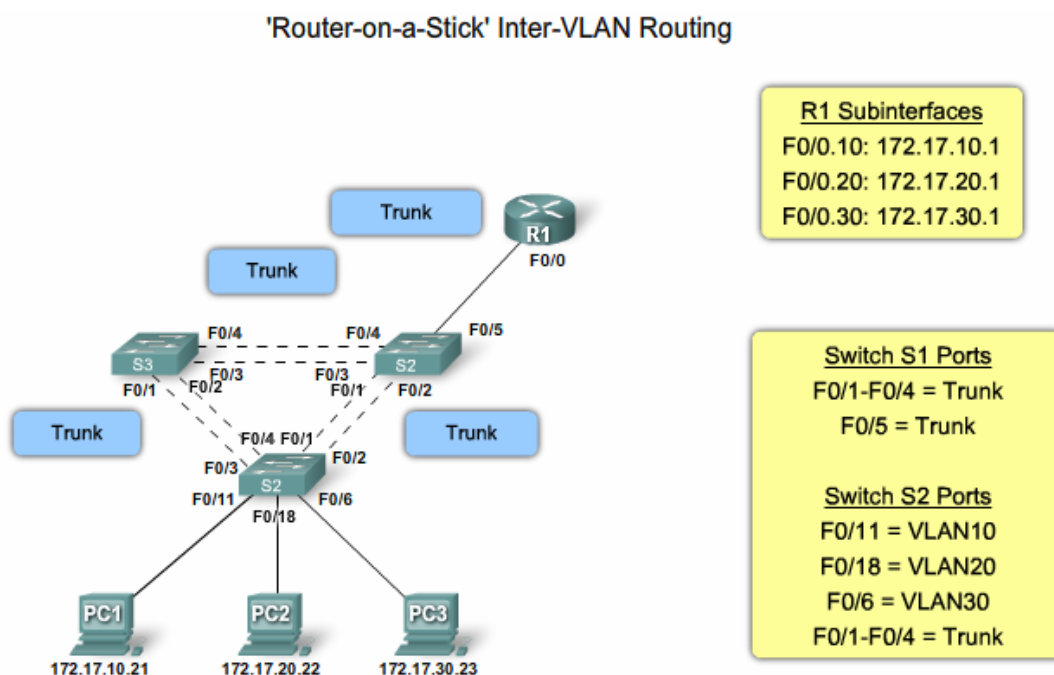 'Router-on-a-Stick' Inter-VLAN Routing
R1 Subinterfaces
F0/0.10: 172.17.10.1
F0/0.20: 172.17.20.1
F0/0.30: 172.17.30.1
Trunk
R1
F0/0
Trunk
F0/4
F0/4
F0/5
S3
S2
F0/3
F0/3
F0/1
F0/2
F0/1
F0/2
Trunk
Trunk
F0/4
F0/1
F0/3
F0/2
S2
F0/11
F0/6
F0/18
PC1
PC2
PC3
172.17.10.21
172.17.20.22
172.17.30.23
Switch S1 Ports
F0/1-F0/4 = Trunk
F0/5 = Trunk
Switch S2 Ports
F0/11 = VLAN10
F0/18 = VLAN20
F0/6 = VLAN30
F0/1-F0/4 = Trunk